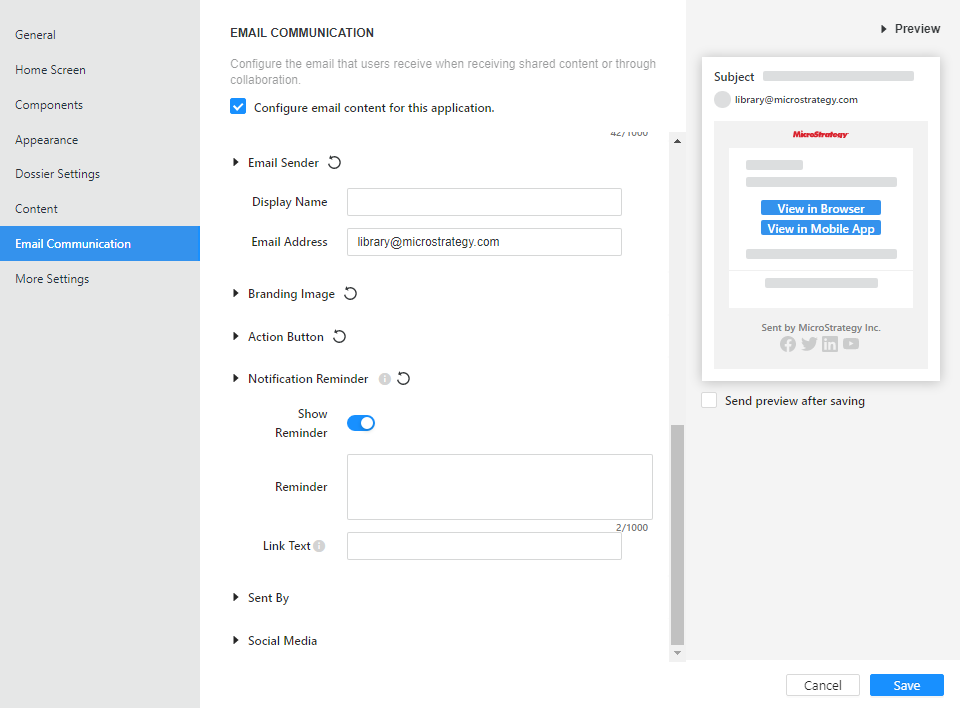 General
Home Screen
Components
Appearance
Dossier Settings
Content
Email Communication
More Settings
EMAIL COMMUNICATION
Configure the email that users receive when receiving shared content or through
collaboration.
Configure email content for this application.
42/1000
Email Sender
Display Name
Email Address
library@microstrategy.com
Branding Image
Action Button
Notification Reminder
Show
Reminder
Reminder
2/1000
Link Text
Sent By
Social Media
Preview
Subject
library@microstrategy.com
MicroStrategy
View in Browser
View in Mobile App
Sent by MicroStrategy Inc.
Send preview after saving
Cancel
Save